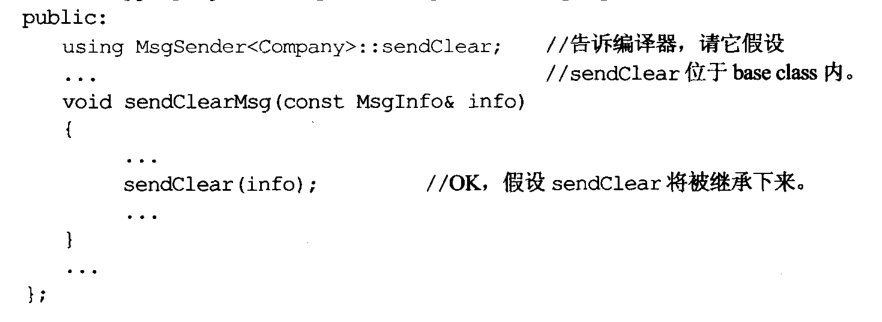 public:
using MsgSender<Company>::sendClear; //告诉编译器，请它假设
... //sendClear 位于 base class 内。
void sendClearMsg(const MsgInfo& info)
{
...
sendClear(info); //OK，假设 sendClear 将被继承下来。
...
}
...
};